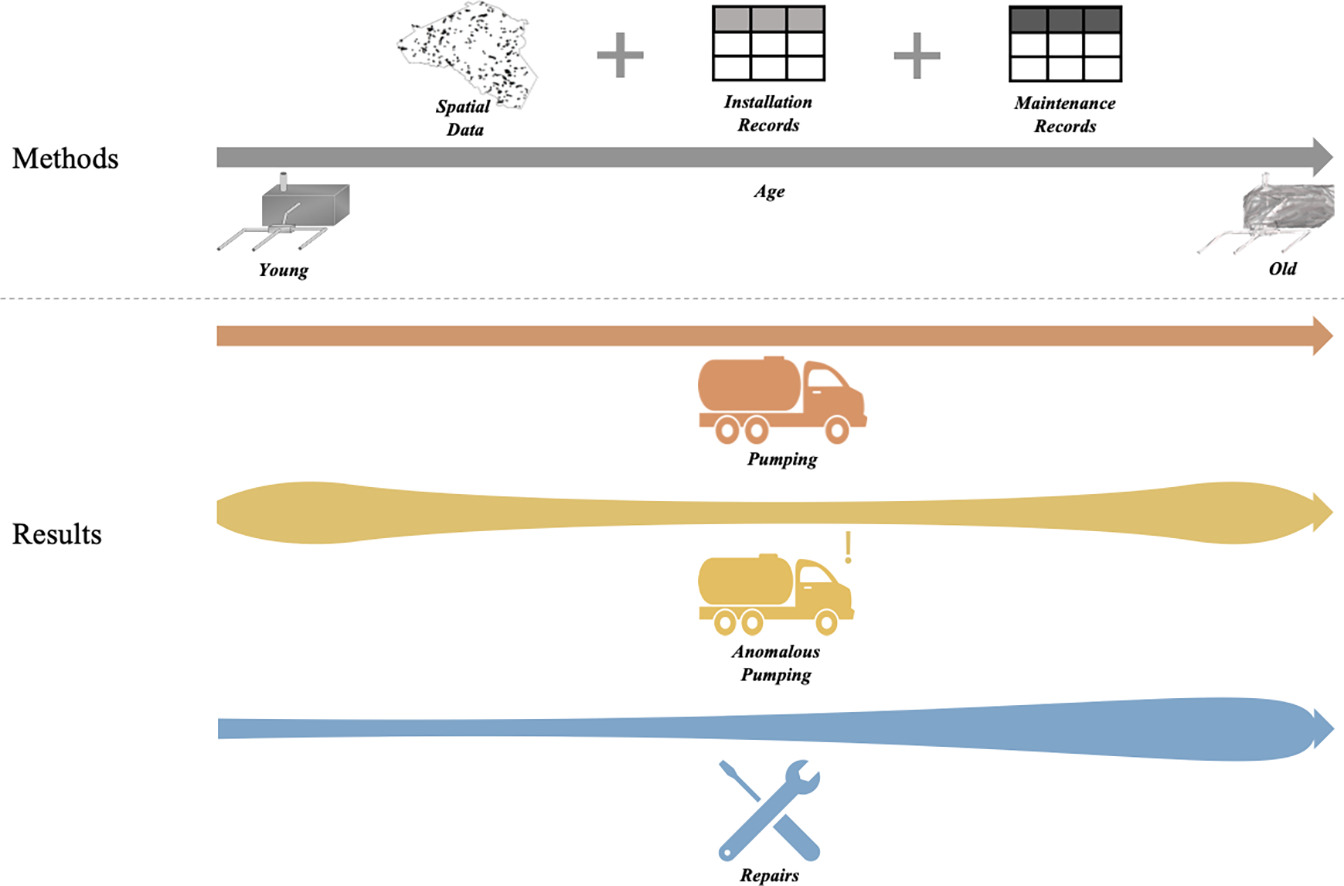 Spatial
Data
Installation
Records
Maintenance
Records
Methods
Age
Young
Old
Pumping
Results
!
Anomalous
Pumping
Repairs